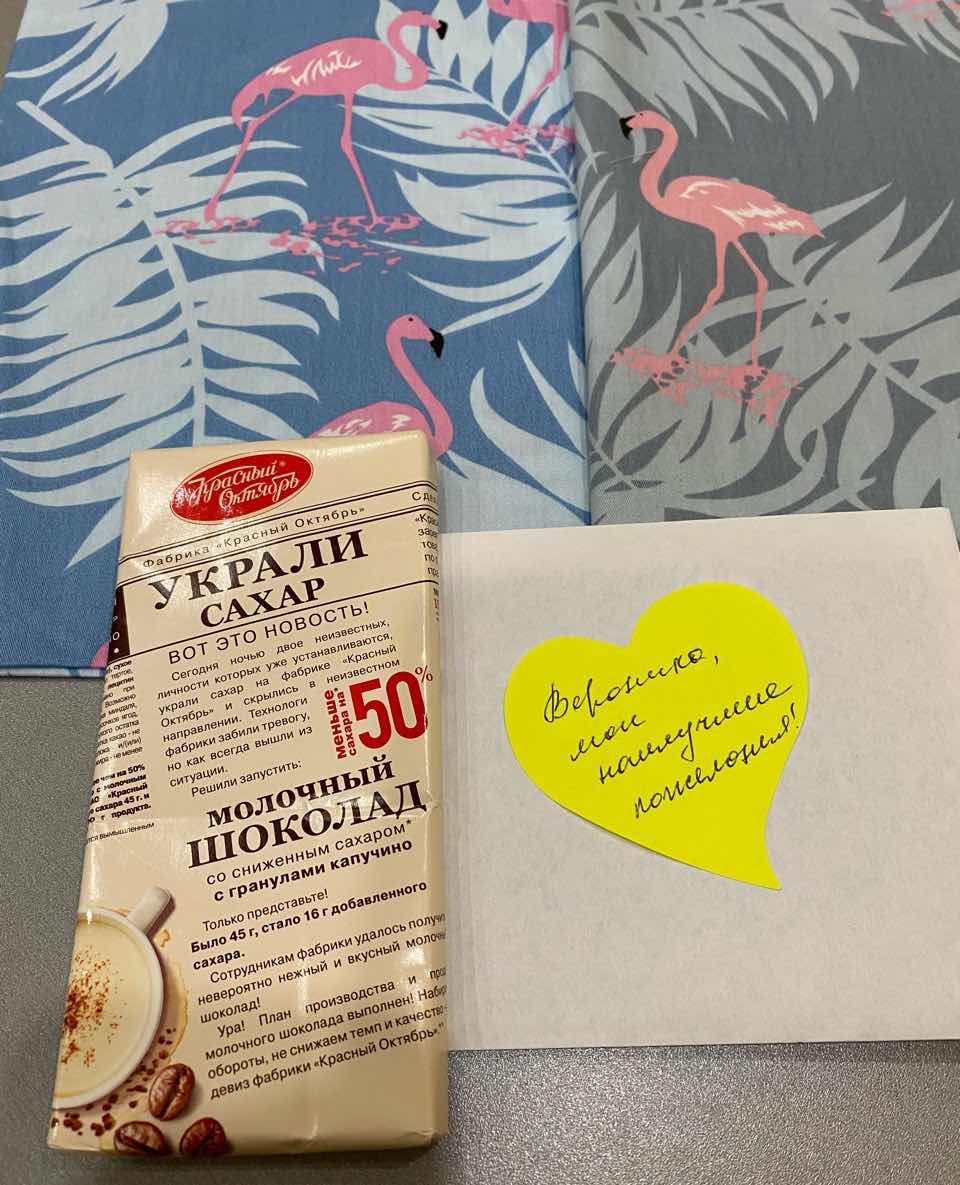 Красный
Октябрь
Фабрика «Красный Октябрь»
УКРАЛИ
САХАР
ВОТ ЭТО НОВОСТЬ!
Сегодня ночью двое неизвестных,
личности которых уже устанавливаются,
украли сахар на фабрике «Красный
Октябрь» и скрылись в неизвестном
направлении. Технологи
фабрики забили тревогу,
но как всегда вышли из
ситуации.
Решили запустить:
меньше
сахара на*
50%
МОЛОЧНЫЙ
ШОКОЛАД
со сниженным сахаром*
с гранулами капучино
Только представьте!
Было 45 г, стало 16 г добавленного
сахара.
Сотрудникам фабрики удалось получи
невероятно нежный и вкусный молочн
шоколад!
Ура! План производства и прод
молочного шоколада выполнен! Набир
обороты, не снижаем темп и качество -
девиз фабрики «Красный Октябрь».
Вероника,
мои
наилучшие
пожелания!